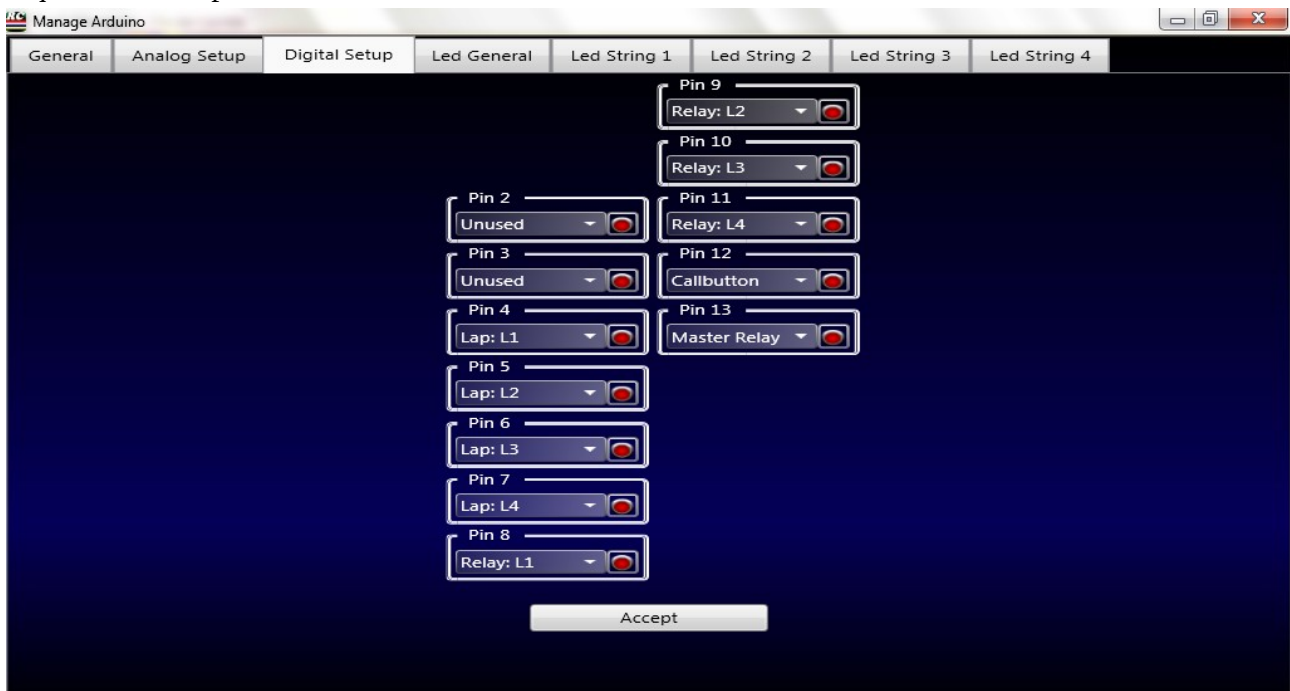 RC Manage Arduino
General Analog Setup Digital Setup Led General Led String 1 Led String 2 Led String 3 Led String 4
Pin 2
Unused
Pin 3
Unused
Pin 4
Lap: L1
Pin 5
Lap: L2
Pin 6
Lap: L3
Pin 7
Lap: L4
Pin 8
Relay: L1
Pin 9
Relay: L2
Pin 10
Relay: L3
Pin 11
Relay: L4
Pin 12
Callbutton
Pin 13
Master Relay
Accept